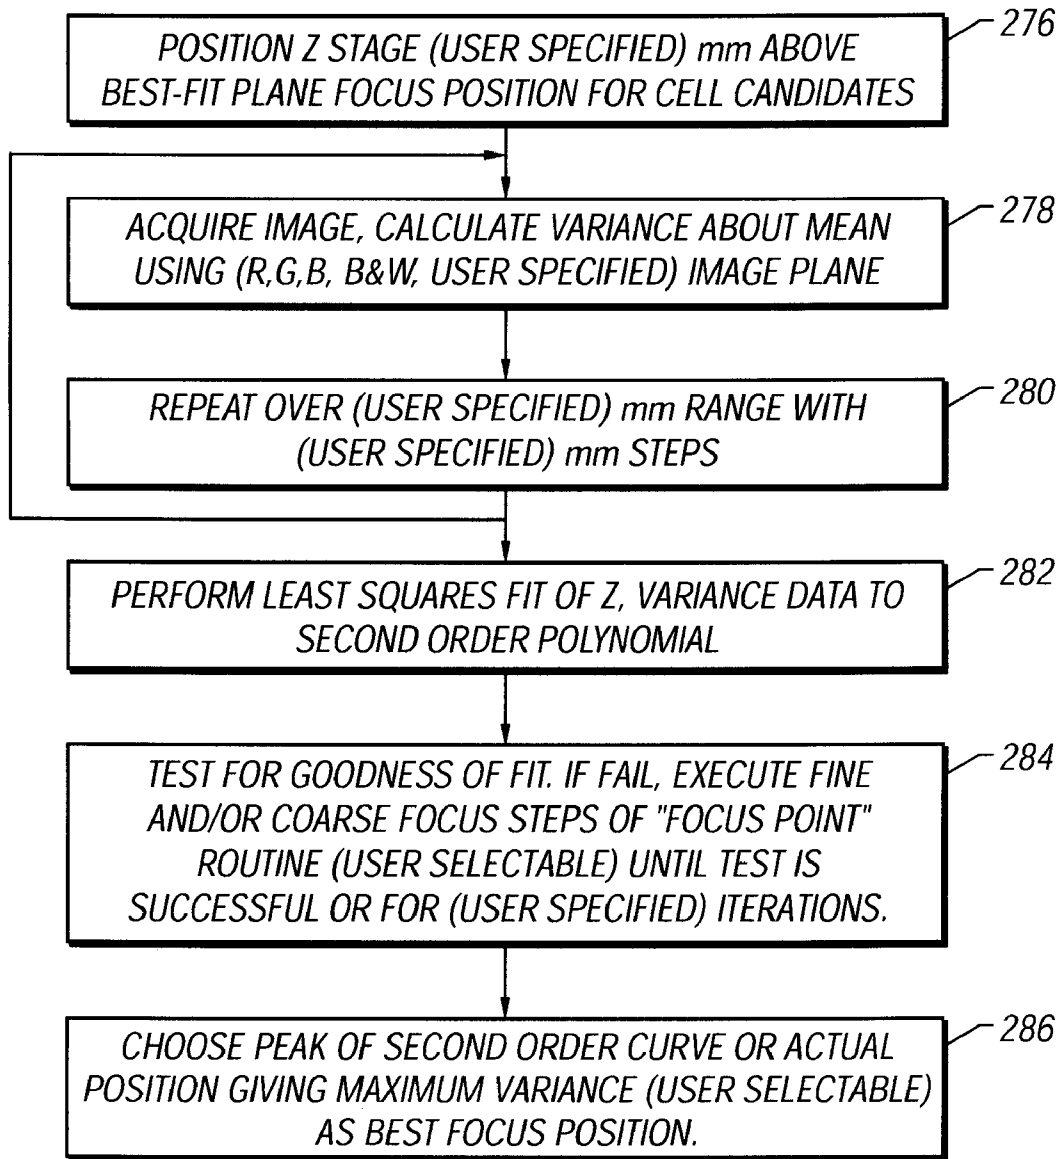 276
POSITION Z STAGE (USER SPECIFIED) mm ABOVE
BEST-FIT PLANE FOCUS POSITION FOR CELL CANDIDATES
278
ACQUIRE IMAGE, CALCULATE VARIANCE ABOUT MEAN
USING (R,G,B, B&W, USER SPECIFIED) IMAGE PLANE
280
REPEAT OVER (USER SPECIFIED) mm RANGE WITH
(USER SPECIFIED) mm STEPS
282
PERFORM LEAST SQUARES FIT OF Z, VARIANCE DATA TO
SECOND ORDER POLYNOMIAL
284
TEST FOR GOODNESS OF FIT. IF FAIL, EXECUTE FINE
AND/OR COARSE FOCUS STEPS OF "FOCUS POINT"
ROUTINE (USER SELECTABLE) UNTIL TEST IS
SUCCESSFUL OR FOR (USER SPECIFIED) ITERATIONS.
286
CHOOSE PEAK OF SECOND ORDER CURVE OR ACTUAL
POSITION GIVING MAXIMUM VARIANCE (USER SELECTABLE)
AS BEST FOCUS POSITION.